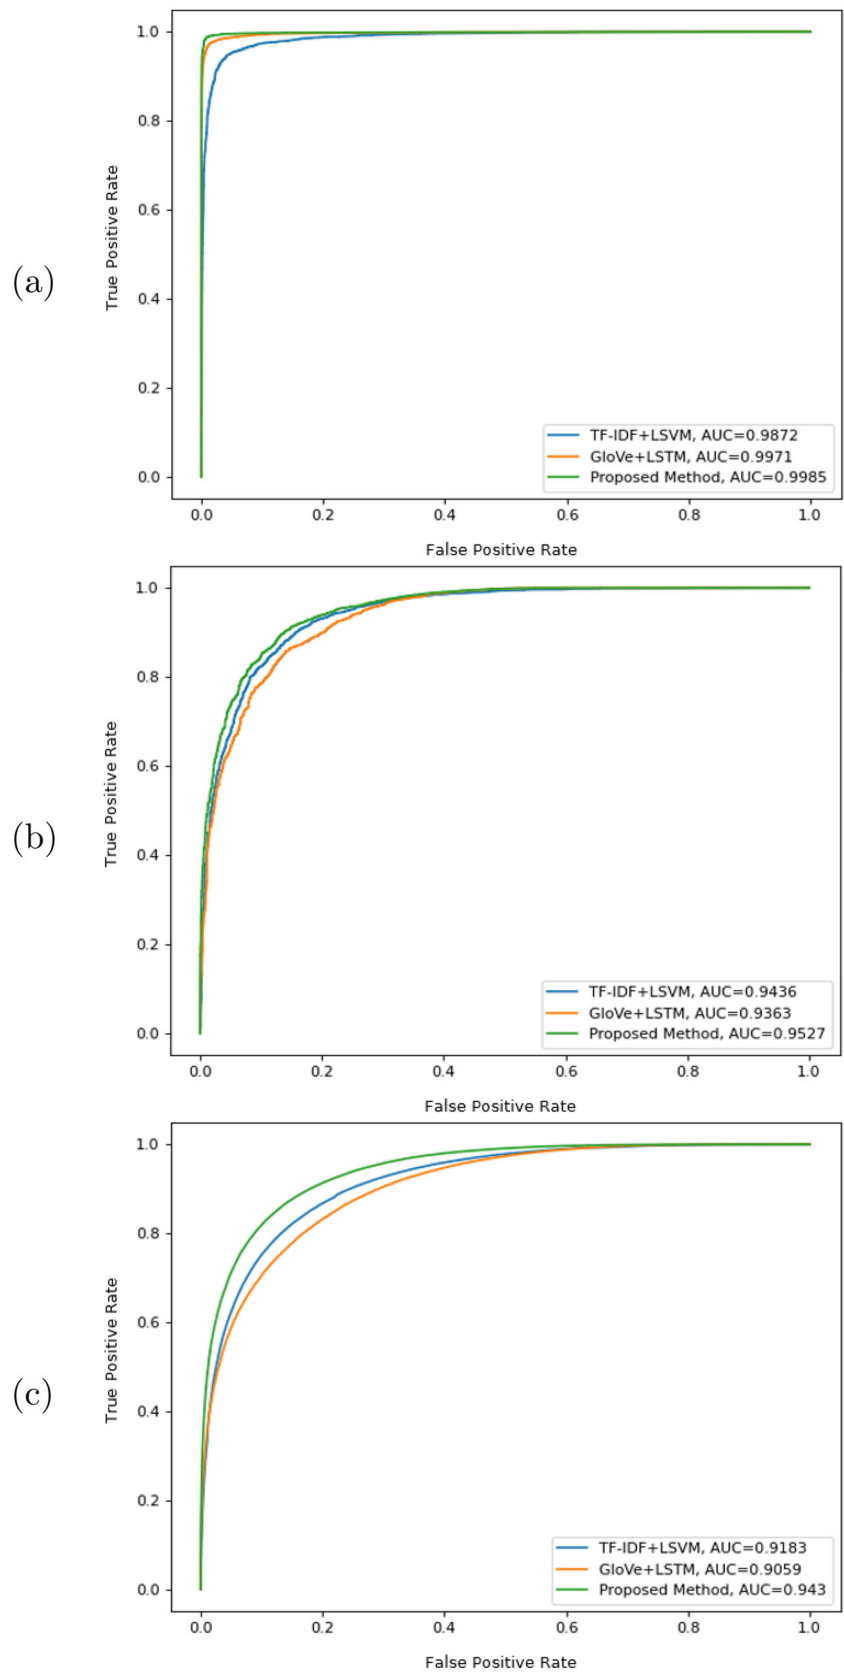 (a)
True Positive Rate
1.0
0.8
0.6
0.4
0.2
0.0
TF-IDF+LSVM, AUC=0.9872
GloVe+LSTM, AUC=0.9971
Proposed Method, AUC=0.9985
0.0 0.2 0.4 0.6 0.8 1.0
False Positive Rate
(b)
True Positive Rate
1.0
0.8
0.6
0.4
0.2
0.0
TF-IDF+LSVM, AUC=0.9436
GloVe+LSTM, AUC=0.9363
Proposed Method, AUC=0.9527
0.0 0.2 0.4 0.6 0.8 1.0
False Positive Rate
(c)
True Positive Rate
1.0
0.8
0.6
0.4
0.2
0.0
TF-IDF+LSVM, AUC=0.9183
GloVe+LSTM, AUC=0.9059
Proposed Method, AUC=0.943
0.0 0.2 0.4 0.6 0.8 1.0
False Positive Rate